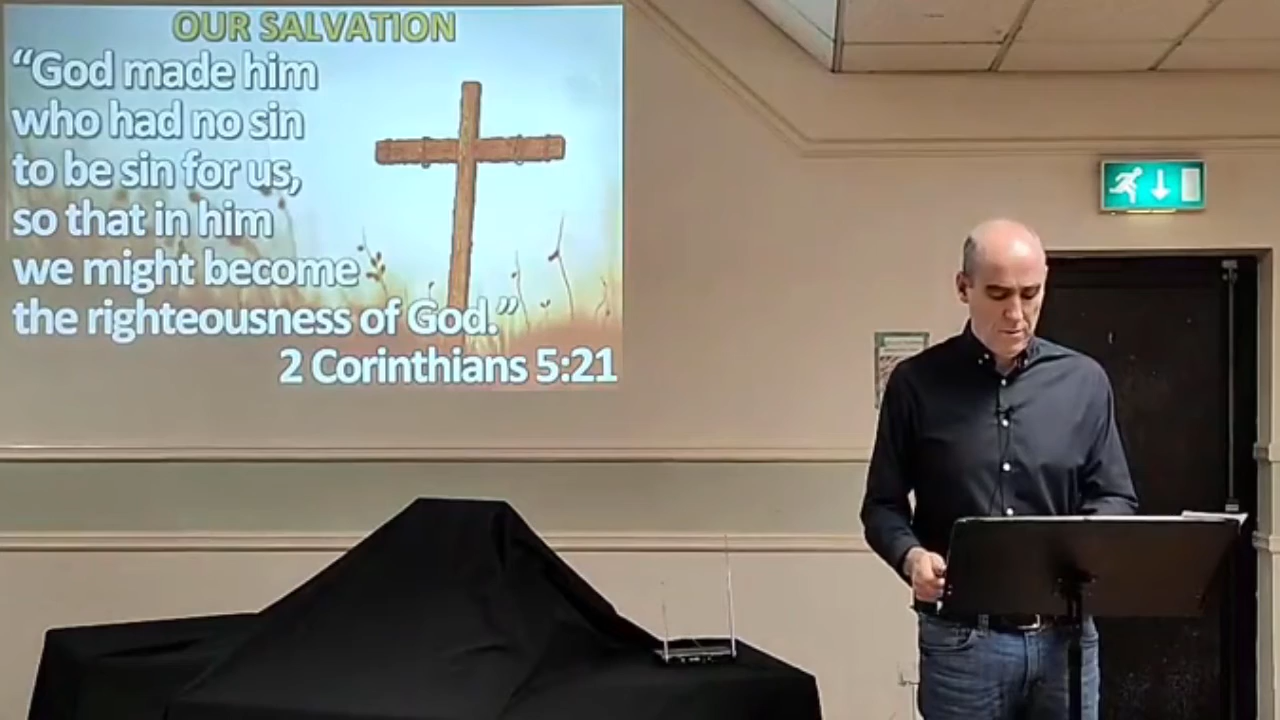 OUR SALVATION
“God made him
who had no sin
to be sin for us,
so that in him
we might become
the righteousness of God.”
2 Corinthians 5:21